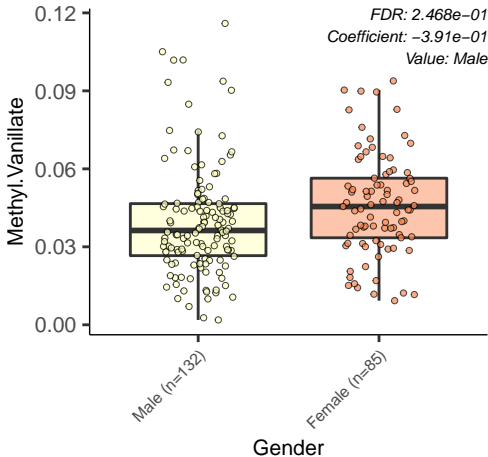 FDR: 2.468e−01
Coefficient: −3.91e−01
Value: Male
Methyl.Vanillate
0.12
0.09
0.06
0.03
0.00
Male (n=132)
Female (n=85)
Gender